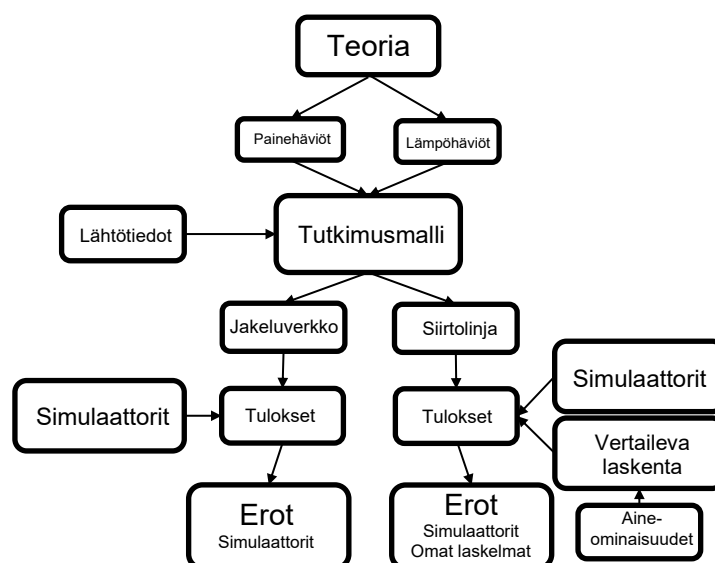 Teoria
Painehäviöt
Lämpöhäviöt
Lähtötiedot
Tutkimusmalli
Jakeluverkko
Siirtolinja
Simulaattorit
Tulokset
Tulokset
Simulaattorit
Vertaileva
laskenta
Erot
Simulaattorit
Erot
Simulaattorit
Omat laskelmat
Aine-
ominaisuudet